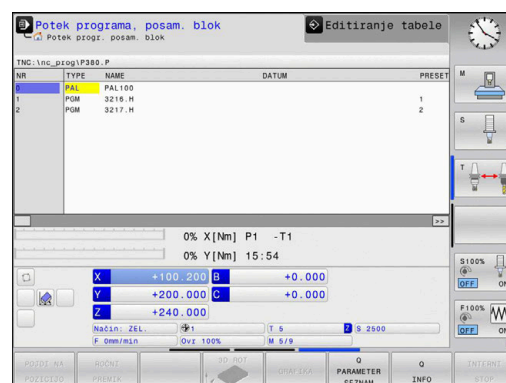 Potek programa, posam. blok
Potek progr. posam. blok
Editiranje tabele
TNC:\nc_prog\P380.P
NR TYPE NAME DATUM PRESET
0 PAL PAL100
1 PGM 3216.H 1
2 PGM 3217.H 2
>>
0% X[Nm] P1 -T1
0% Y[Nm] 15:54
X +100.200 B +0.000
Y +200.000 C +0.000
Z +240.000
Način: ZEL. 1 T 5 Z S 2500
F 0mm/min Ovr 100% M 5/9
M
S
T
S100%
OFF ON
F100%
OFF ON
POJDI NA POZICIJO
ROČNI PREMIK
3D ROT
GRAFIKA
Q PARAMETER SEZNAM
Q INFO
INTERNI STOP